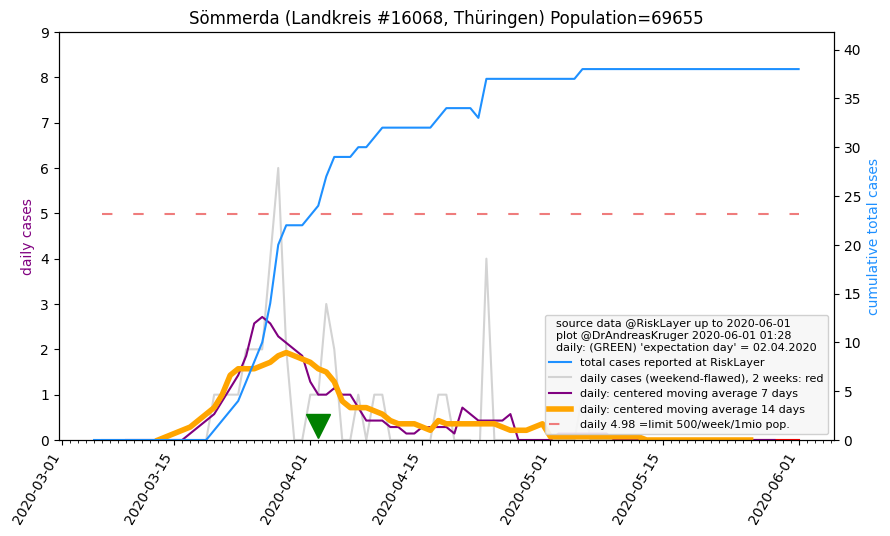 Sömmerda (Landkreis #16068, Thüringen) Population=69655
9
8
7
6
5
4
3
2
1
0
daily cases
40
35
30
25
20
15
10
5
0
cumulative total cases
source data @RiskLayer up to 2020-06-01
plot @DrAndreasKruger 2020-06-01 01:28
daily: (GREEN) 'expectation day' = 02.04.2020
total cases reported at RiskLayer
daily cases (weekend-flawed), 2 weeks: red
daily: centered moving average 7 days
daily: centered moving average 14 days
daily 4.98 =limit 500/week/1mio pop.
2020-03-01
2020-03-15
2020-04-01
2020-04-15
2020-05-01
2020-05-15
2020-06-01